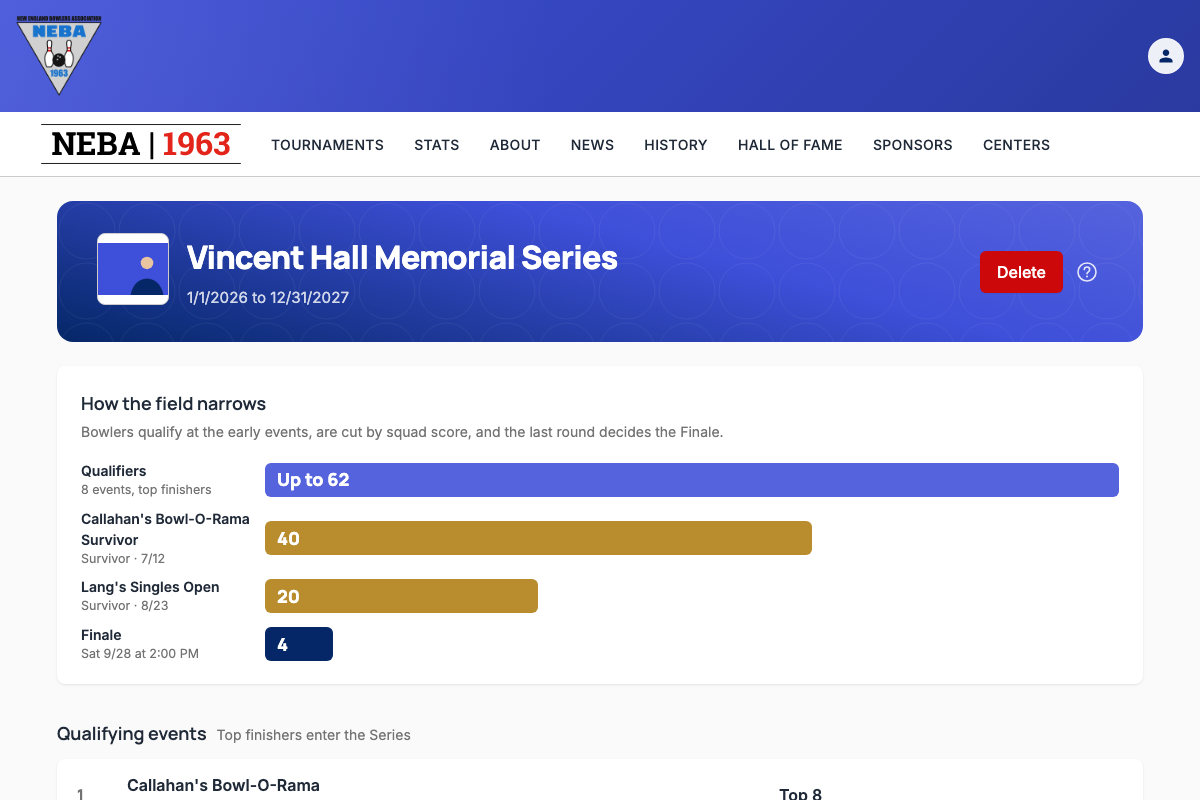 NEW ENGLAND BOWLERS ASSOCIATION
NEBA
1963
NEBA | 1963
TOURNAMENTS STATS ABOUT NEWS HISTORY HALL OF FAME SPONSORS CENTERS
Vincent Hall Memorial Series
1/1/2026 to 12/31/2027
Delete
?
How the field narrows
Bowlers qualify at the early events, are cut by squad score, and the last round decides the Finale.
Qualifiers
8 events, top finishers
Up to 62
Callahan's Bowl-O-Rama
Survivor
Survivor · 7/12
40
Lang's Singles Open
Survivor · 8/23
20
Finale
Sat 9/28 at 2:00 PM
4
Qualifying events Top finishers enter the Series
1
Callahan's Bowl-O-Rama
Top 8